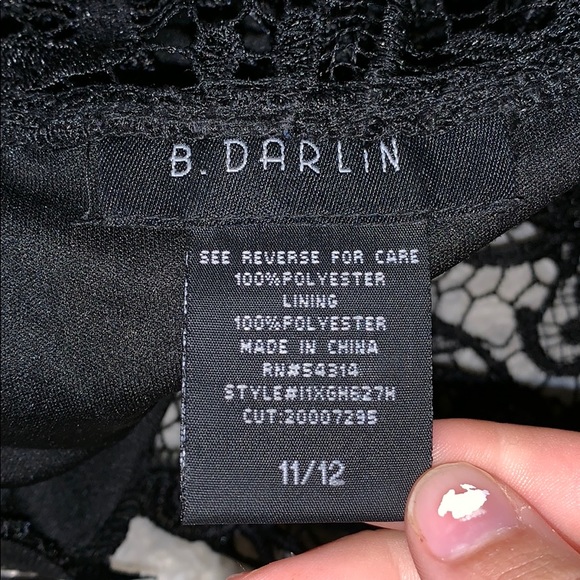 B. DARLiN
SEE REVERSE FOR CARE
100%POLYESTER
LINING
100%POLYESTER
MADE IN CHINA
RN#54314
STYLE#I1XGH627H
CUT:20007295
11/12